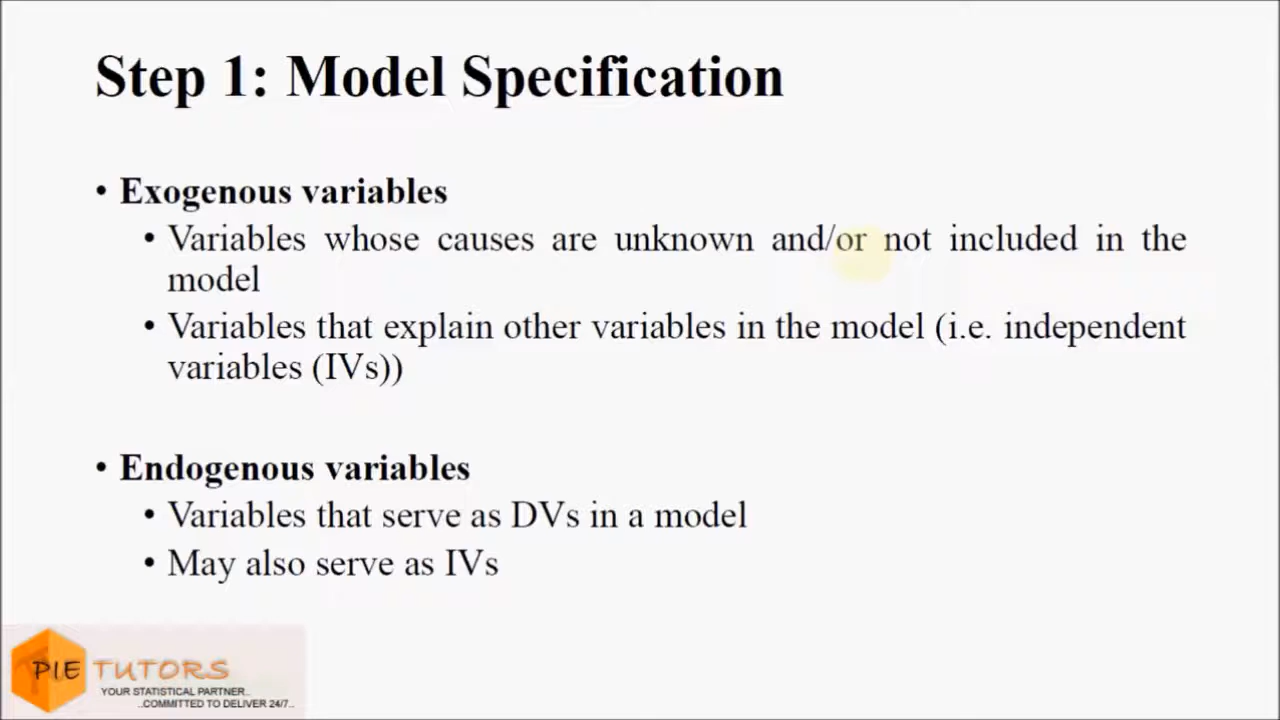 Step 1: Model Specification
• Exogenous variables
• Variables whose causes are unknown and/or not included in the
model
• Variables that explain other variables in the model (i.e. independent
variables (IVs))
• Endogenous variables
• Variables that serve as DVs in a model
• May also serve as IVs
PIE TUTORS
YOUR STATISTICAL PARTNER..
..COMMITTED TO DELIVER 24/7..